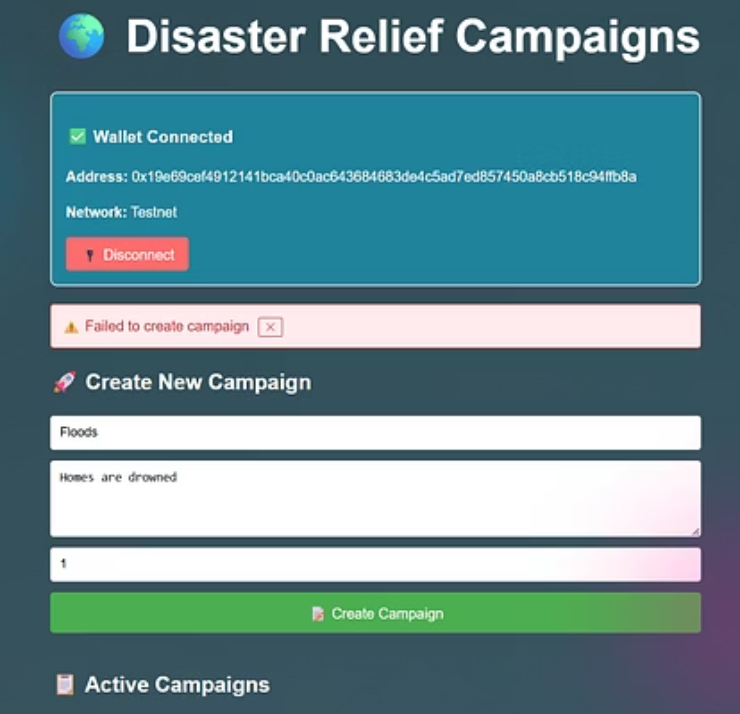 Disaster Relief Campaigns
Wallet Connected
Address: 0x19e69cef4912141bca40c0ac643684683de4c5ad7ed857450a8cb518c94ffb8a
Network: Testnet
Disconnect
Failed to create campaign
Create New Campaign
Floods
Homes are drowned
1
Create Campaign
Active Campaigns